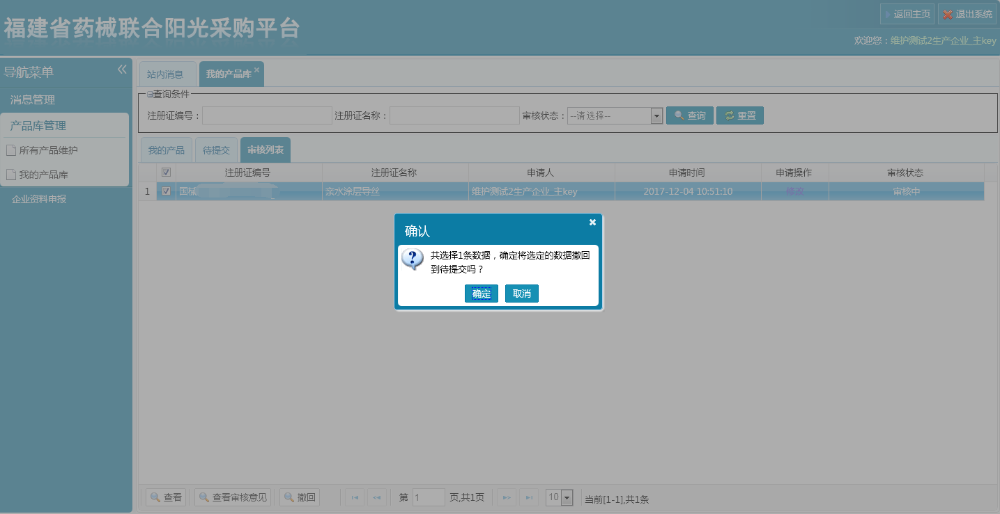 福建省药械联合阳光采购平台
返回主页 退出系统
欢迎您：维护测试2生产企业_主key
导航菜单
消息管理
产品库管理
所有产品维护
我的产品库
企业资料申报
站内消息 我的产品库
查询条件
注册证编号： 注册证名称： 审核状态： --请选择-- 查询 重置
我的产品 待提交 审核列表
注册证编号 注册证名称 申请人 申请时间 申请操作 审核状态
1 国械 亲水涂层导丝 维护测试2生产企业_主key 2017-12-04 10:51:10 修改 审核中
确认
共选择1条数据，确定将选定的数据撤回
到待提交吗？
确定 取消
查看 查看审核意见 撤回 第 1 页,共1页 10 当前[1-1],共1条